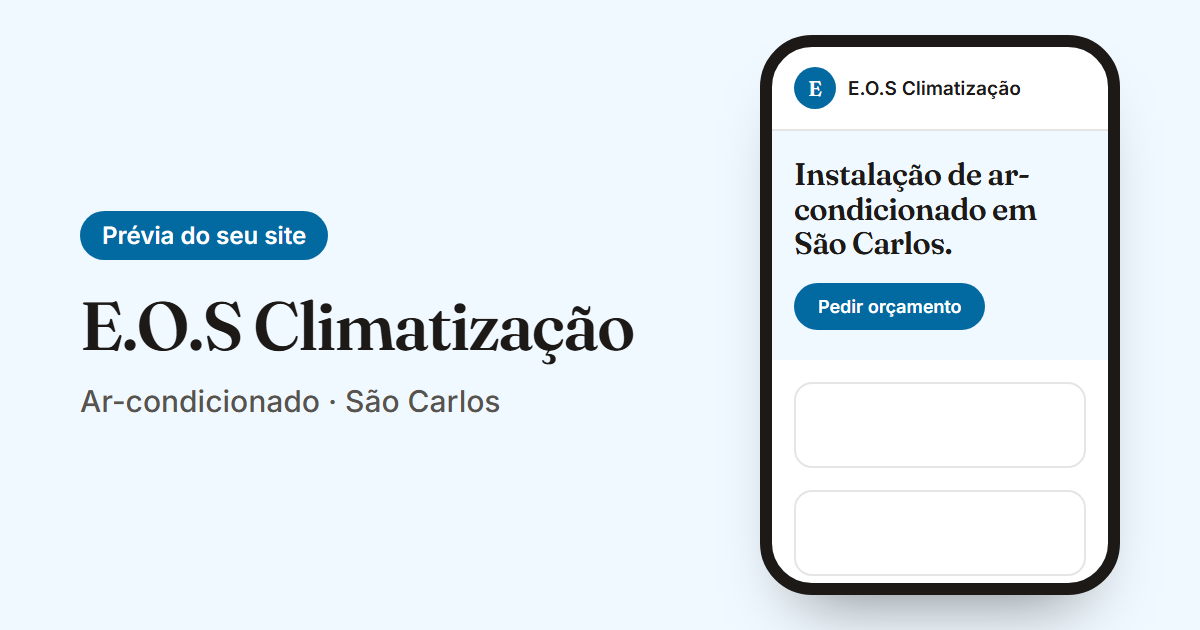 Prévia do seu site
E.O.S Climatização
Ar-condicionado · São Carlos
E
E.O.S Climatização
Instalação de ar-
condicionado em
São Carlos.
Pedir orçamento